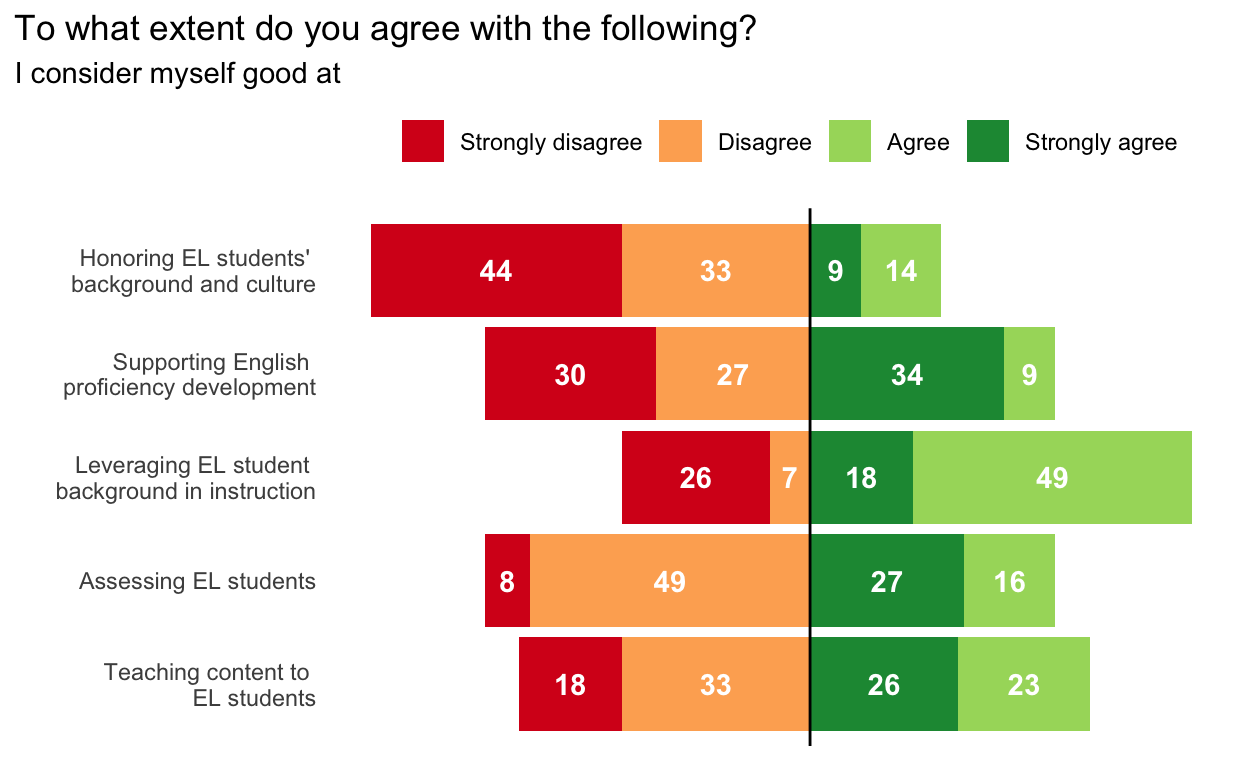 To what extent do you agree with the following?
I consider myself good at
Strongly disagree Disagree Agree Strongly agree
Honoring EL students'
background and culture
44 33 9 14
Supporting English
proficiency development
30 27 34 9
Leveraging EL student
background in instruction
26 7 18 49
Assessing EL students
8 49 27 16
Teaching content to
EL students
18 33 26 23